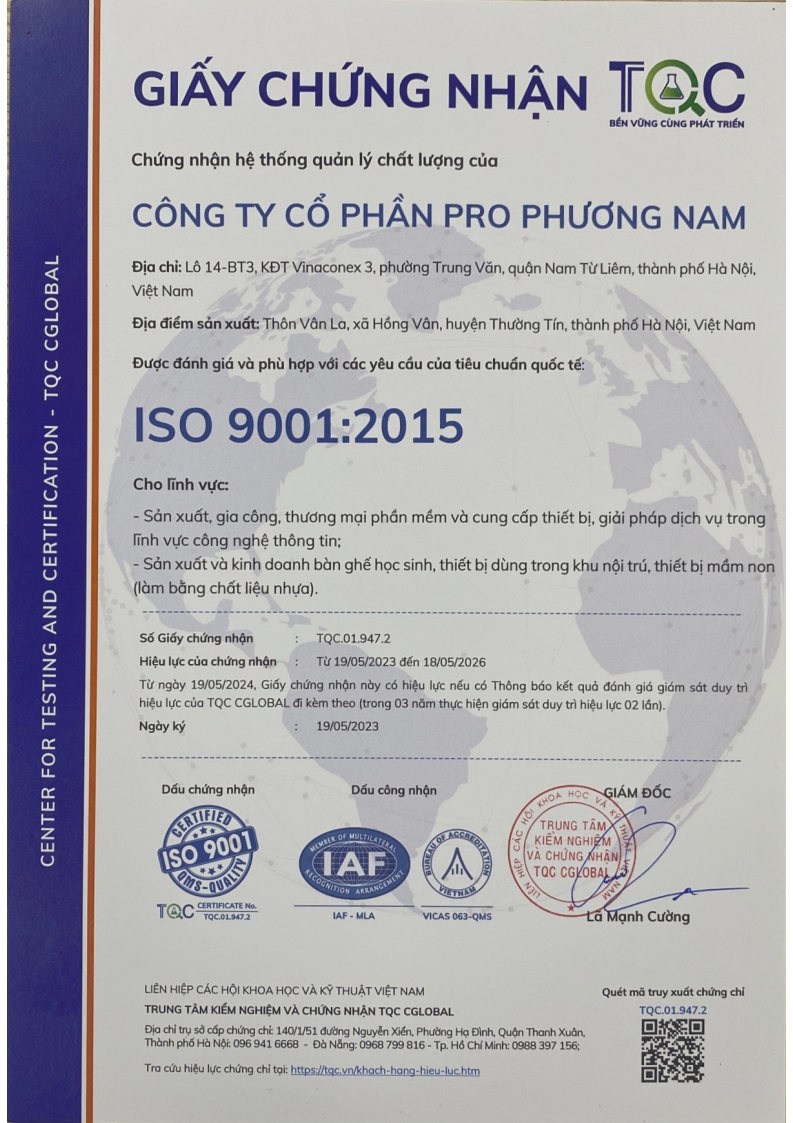 GIẤY CHỨNG NHẬN
TQC
BỀN VỮNG CÙNG PHÁT TRIỂN
Chứng nhận hệ thống quản lý chất lượng của
CÔNG TY CỔ PHẦN PRO PHƯƠNG NAM
Địa chỉ: Lô 14-BT3, KĐT Vinaconex 3, phường Trung Văn, quận Nam Từ Liêm, thành phố Hà Nội,
Việt Nam
Địa điểm sản xuất: Thôn Vân La, xã Hồng Vân, huyện Thường Tín, thành phố Hà Nội, Việt Nam
Được đánh giá và phù hợp với các yêu cầu của tiêu chuẩn quốc tế:
ISO 9001:2015
Cho lĩnh vực:
- Sản xuất, gia công, thương mại phần mềm và cung cấp thiết bị, giải pháp dịch vụ trong
lĩnh vực công nghệ thông tin;
- Sản xuất và kinh doanh bàn ghế học sinh, thiết bị dùng trong khu nội trú, thiết bị mầm non
(làm bằng chất liệu nhựa).
Số Giấy chứng nhận : TQC.01.947.2
Hiệu lực của chứng nhận : Từ 19/05/2023 đến 18/05/2026
Từ ngày 19/05/2024, Giấy chứng nhận này có hiệu lực nếu có Thông báo kết quả đánh giá giám sát duy trì
hiệu lực của TQC CGLOBAL đi kèm theo (trong 03 năm thực hiện giám sát duy trì hiệu lực 02 lần).
Ngày ký : 19/05/2023
Dấu chứng nhận
CERTIFIED
ISO 9001
QMS-QUALITY
TQC
CERTIFICATE No.
TQC.01.947.2
Dấu công nhận
MEMBER OF MULTILATERAL
IAF
RECOGNITION ARRANGEMENT
IAF - MLA
BUREAU OF ACCREDITATION
VIETNAM
VICAS 063-QMS
GIÁM ĐỐC
LIÊN HIỆP CÁC HỘI KHOA HỌC VÀ KỸ THUẬT VIỆT NAM
TRUNG TÂM
KIỂM NGHIỆM
VÀ CHỨNG NHẬN
TQC CGLOBAL
Lã Mạnh Cường
LIÊN HIỆP CÁC HỘI KHOA HỌC VÀ KỸ THUẬT VIỆT NAM
TRUNG TÂM KIỂM NGHIỆM VÀ CHỨNG NHẬN TQC CGLOBAL
Địa chỉ trụ sở cấp chứng chỉ: 140/1/51 đường Nguyễn Xiển, Phường Hạ Đình, Quận Thanh Xuân,
Thành phố Hà Nội: 096 941 6668 - Đà Nẵng: 0968 799 816 - Tp. Hồ Chí Minh: 0988 397 156;
Tra cứu hiệu lực chứng chỉ tại: https://tqc.vn/khach-hang-hieu-luc.htm
Quét mã truy xuất chứng chỉ
TQC.01.947.2
CENTER FOR TESTING AND CERTIFICATION - TQC CGLOBAL